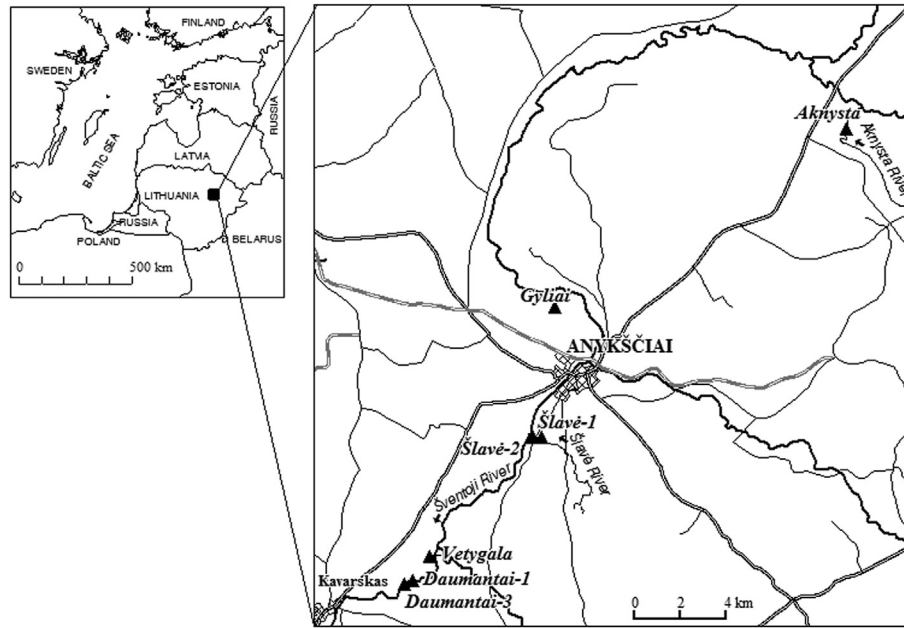 FINLAND
SWEDEN
ESTONIA
RUSSIA
BALTIC SEA
LATVIA
LITHUANIA
RUSSIA
POLAND
BELARUS
0 500 km
Aknysta
Aknysta River
Gyliai
ANYKŠČIAI
Šlavė-1
Šlavė-2
Šlavė River
Šventoji River
Vetygala
Kavarskas
Daumantai-1
Daumantai-3
0 2 4 km